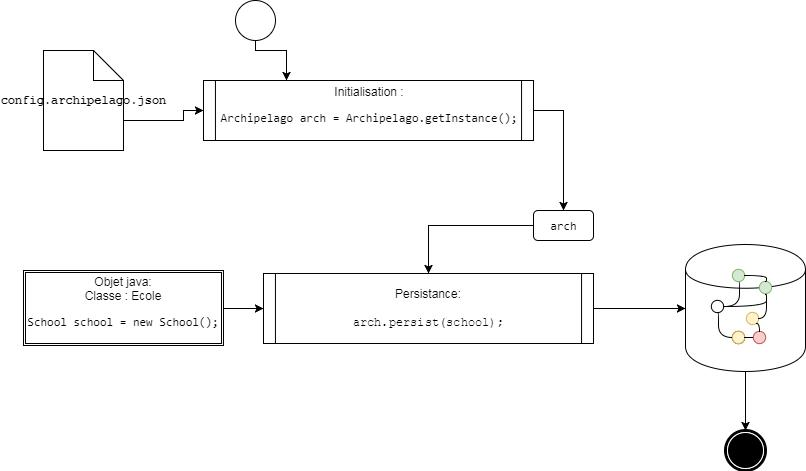 config.archipelago.json
Initialisation :
Archipelago arch = Archipelago.getInstance();
arch
Objet java:
Classe : Ecole
School school = new School();
Persistance:
arch.persist(school);